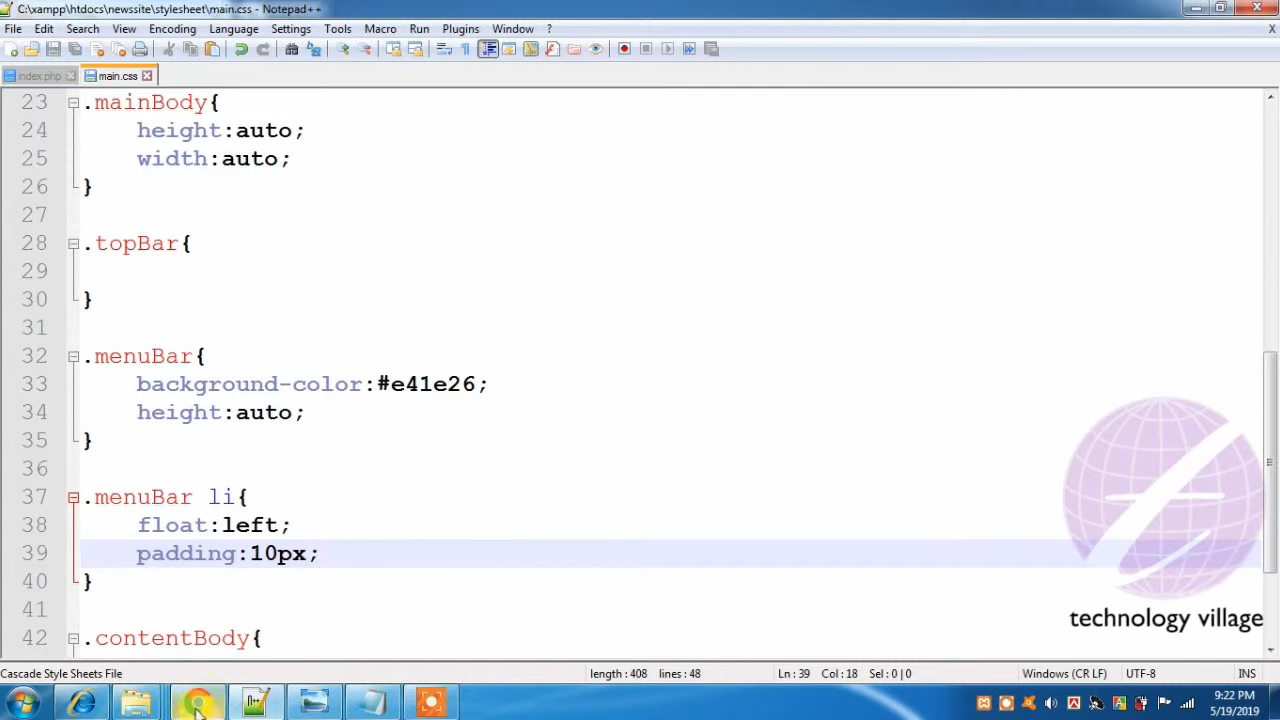 C:\xampp\htdocs\newssite\stylesheet\main.css - Notepad++
File Edit Search View Encoding Language Settings Tools Macro Run Plugins Window ? X
index.php main.css
23 .mainBody{
24 height:auto;
25 width:auto;
26 }
27
28 .topBar{
29
30 }
31
32 .menuBar{
33 background-color:#e41e26;
34 height:auto;
35 }
36
37 .menuBar li{
38 float:left;
39 padding:10px;
40 }
41
42 .contentBody{
technology village
Cascade Style Sheets File length : 408 lines : 48 Ln : 39 Col : 18 Sel : 0 | 0 Windows (CR LF) UTF-8 INS
9:22 PM
5/19/2019